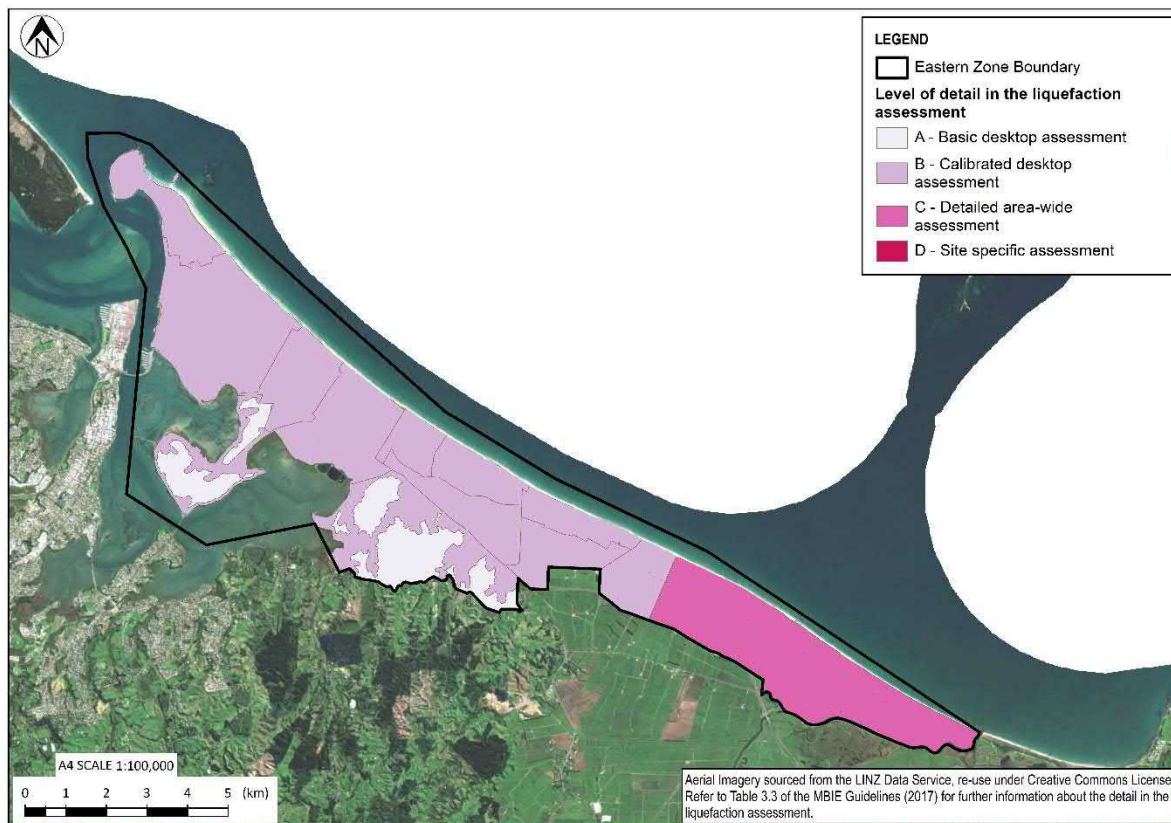 N
LEGEND
Eastern Zone Boundary
Level of detail in the liquefaction
assessment
A - Basic desktop assessment
B - Calibrated desktop
assessment
C - Detailed area-wide
assessment
D - Site specific assessment
A4 SCALE 1:100,000
0 1 2 3 4 5 (km)
Aerial Imagery sourced from the LINZ Data Service, re-use under Creative Commons License
Refer to Table 3.3 of the MBIE Guidelines (2017) for further information about the detail in the
liquefaction assessment.